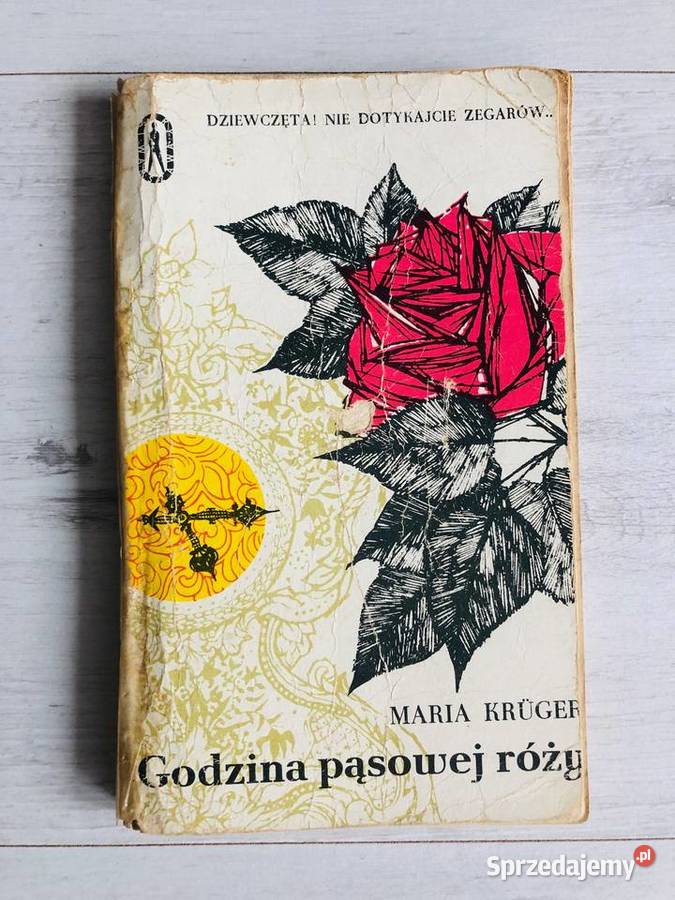 DZIEWCZĘTA! NIE DOTYKAJCIE ZEGARÓW..
MARIA KRÜGER
Godzina pąsowej róży
Sprzedajemy.pl